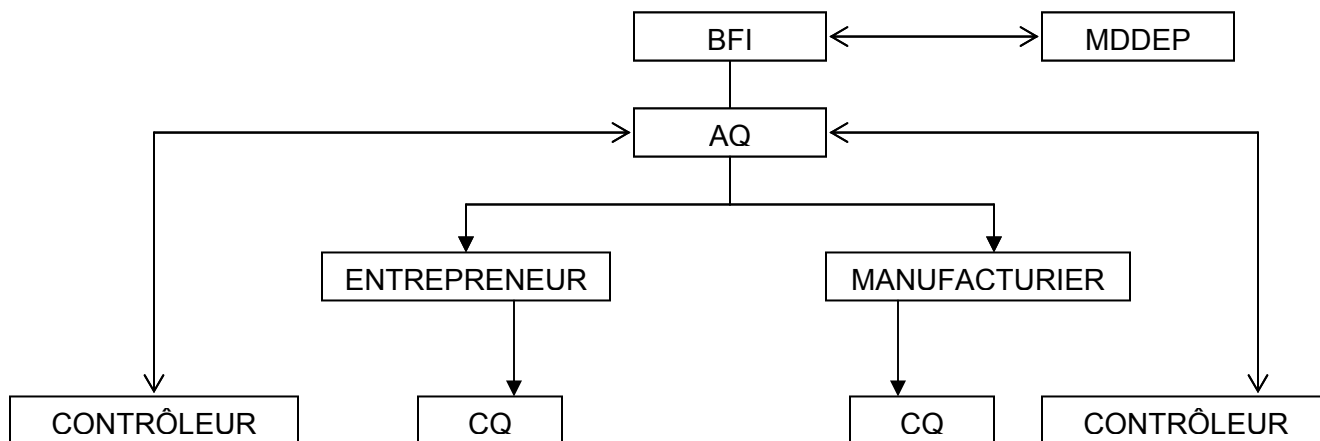 BFI
MDDEP
AQ
ENTREPRENEUR
MANUFACTURIER
CONTRÔLEUR
CQ
CQ
CONTRÔLEUR